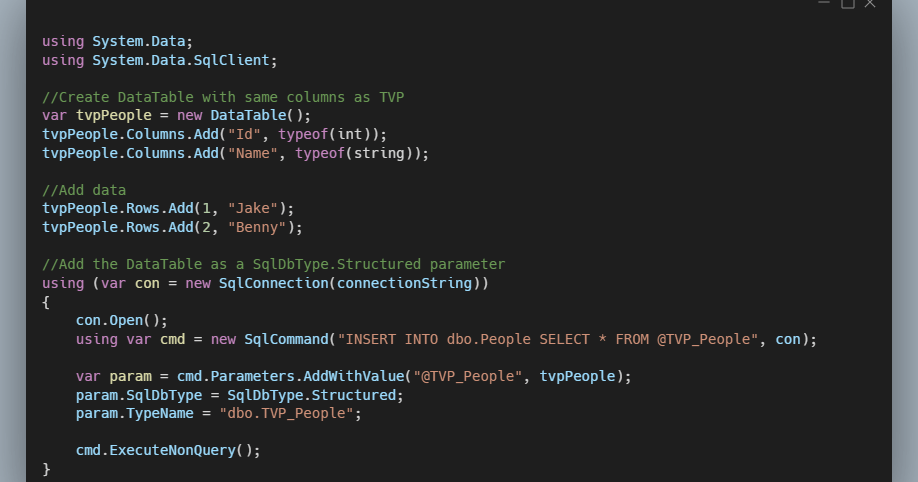 using System.Data;
using System.Data.SqlClient;

//Create DataTable with same columns as TVP
var tvpPeople = new DataTable();
tvpPeople.Columns.Add("Id", typeof(int));
tvpPeople.Columns.Add("Name", typeof(string));

//Add data
tvpPeople.Rows.Add(1, "Jake");
tvpPeople.Rows.Add(2, "Benny");

//Add the DataTable as a SqlDbType.Structured parameter
using (var con = new SqlConnection(connectionString))
{
    con.Open();
    using var cmd = new SqlCommand("INSERT INTO dbo.People SELECT * FROM @TVP_People", con);

    var param = cmd.Parameters.AddWithValue("@TVP_People", tvpPeople);
    param.SqlDbType = SqlDbType.Structured;
    param.TypeName = "dbo.TVP_People";

    cmd.ExecuteNonQuery();
}